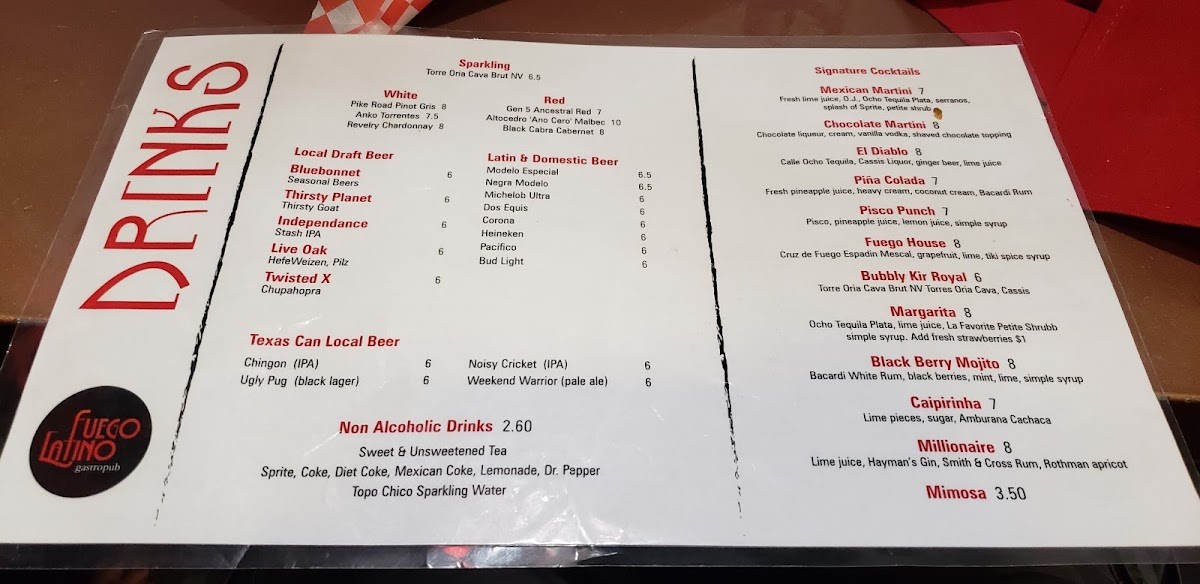 DRINKS
FUEGO
LATINO
gastropub
Sparkling
Torre Oria Cava Brut NV 6.5
White
Pike Road Pinot Gris 8
Anko Torrentes 7.5
Revelry Chardonnay 8
Red
Gen 5 Ancestral Red 7
Altocedro 'Ano Cero' Malbec 10
Black Cabra Cabernet 8
Local Draft Beer
Bluebonnet 6
Seasonal Beers
Thirsty Planet 6
Thirsty Goat
Independance 6
Stash IPA
Live Oak 6
HefeWeizen, Pilz
Twisted X 6
Chupahopra
Latin & Domestic Beer
Modelo Especial 6.5
Negra Modelo 6.5
Michelob Ultra 6
Dos Equis 6
Corona 6
Heineken 6
Pacifico 6
Bud Light 6
Texas Can Local Beer
Chingon (IPA) 6
Ugly Pug (black lager) 6
Noisy Cricket (IPA) 6
Weekend Warrior (pale ale) 6
Non Alcoholic Drinks 2.60
Sweet & Unsweetened Tea
Sprite, Coke, Diet Coke, Mexican Coke, Lemonade, Dr. Papper
Topo Chico Sparkling Water
Signature Cocktails
Mexican Martini 7
Fresh lime juice, O.J., Ocho Tequila Plata, serranos,
splash of Sprite, petite shrub
Chocolate Martini 8
Chocolate liqueur, cream, vanilla vodka, shaved chocolate topping
El Diablo 8
Calle Ocho Tequila, Cassis Liquor, ginger beer, lime juice
Piña Colada 7
Fresh pineapple juice, heavy cream, coconut cream, Bacardi Rum
Pisco Punch 7
Pisco, pineapple juice, lemon juice, simple syrup
Fuego House 8
Cruz de Fuego Espadin Mescal, grapefruit, lime, tiki spice syrup
Bubbly Kir Royal 6
Torre Oria Cava Brut NV Torres Oria Cava, Cassis
Margarita 8
Ocho Tequila Plata, lime juice, La Favorite Petite Shrubb
simple syrup. Add fresh strawberries $1
Black Berry Mojito 8
Bacardi White Rum, black berries, mint, lime, simple syrup
Caipirinha 7
Lime pieces, sugar, Amburana Cachaca
Millionaire 8
Lime juice, Hayman's Gin, Smith & Cross Rum, Rothman apricot
Mimosa 3.50